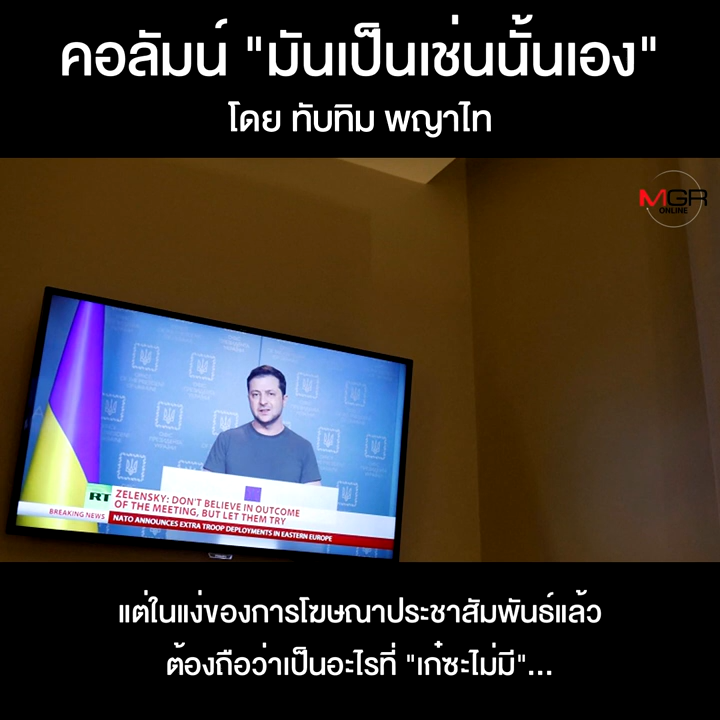 คอลัมน์ "มันเป็นเช่นนั้นเอง"
โดย ทับทิม พญาไท
MGR
ONLINE
RT
ZELENSKY: DON'T BELIEVE IN OUTCOME
OF THE MEETING, BUT LET THEM TRY
BREAKING NEWS
NATO ANNOUNCES EXTRA TROOP DEPLOYMENTS IN EASTERN EUROPE
แต่ในแง่ของการโฆษณาประชาสัมพันธ์แล้ว
ต้องถือว่าเป็นอะไรที่ "เก๋ซะไม่มี"...